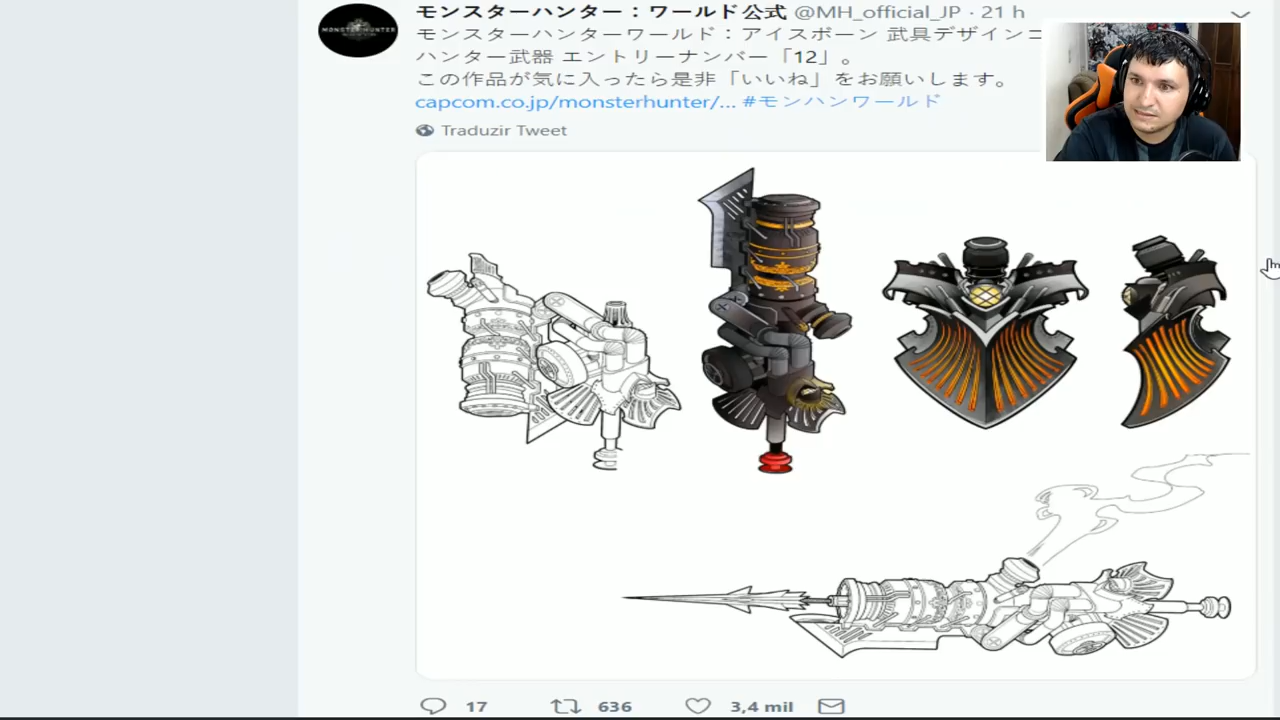 モンスターハンター：ワールド公式 @MH_official_JP · 21 h
モンスターハンターワールド：アイスボーン 武具デザインコ
ハンター武器 エントリーナンバー「12」。
この作品が気に入ったら是非「いいね」をお願いします。
capcom.co.jp/monsterhunter/... #モンハンワールド
Traduzir Tweet
17 636 3,4 mil